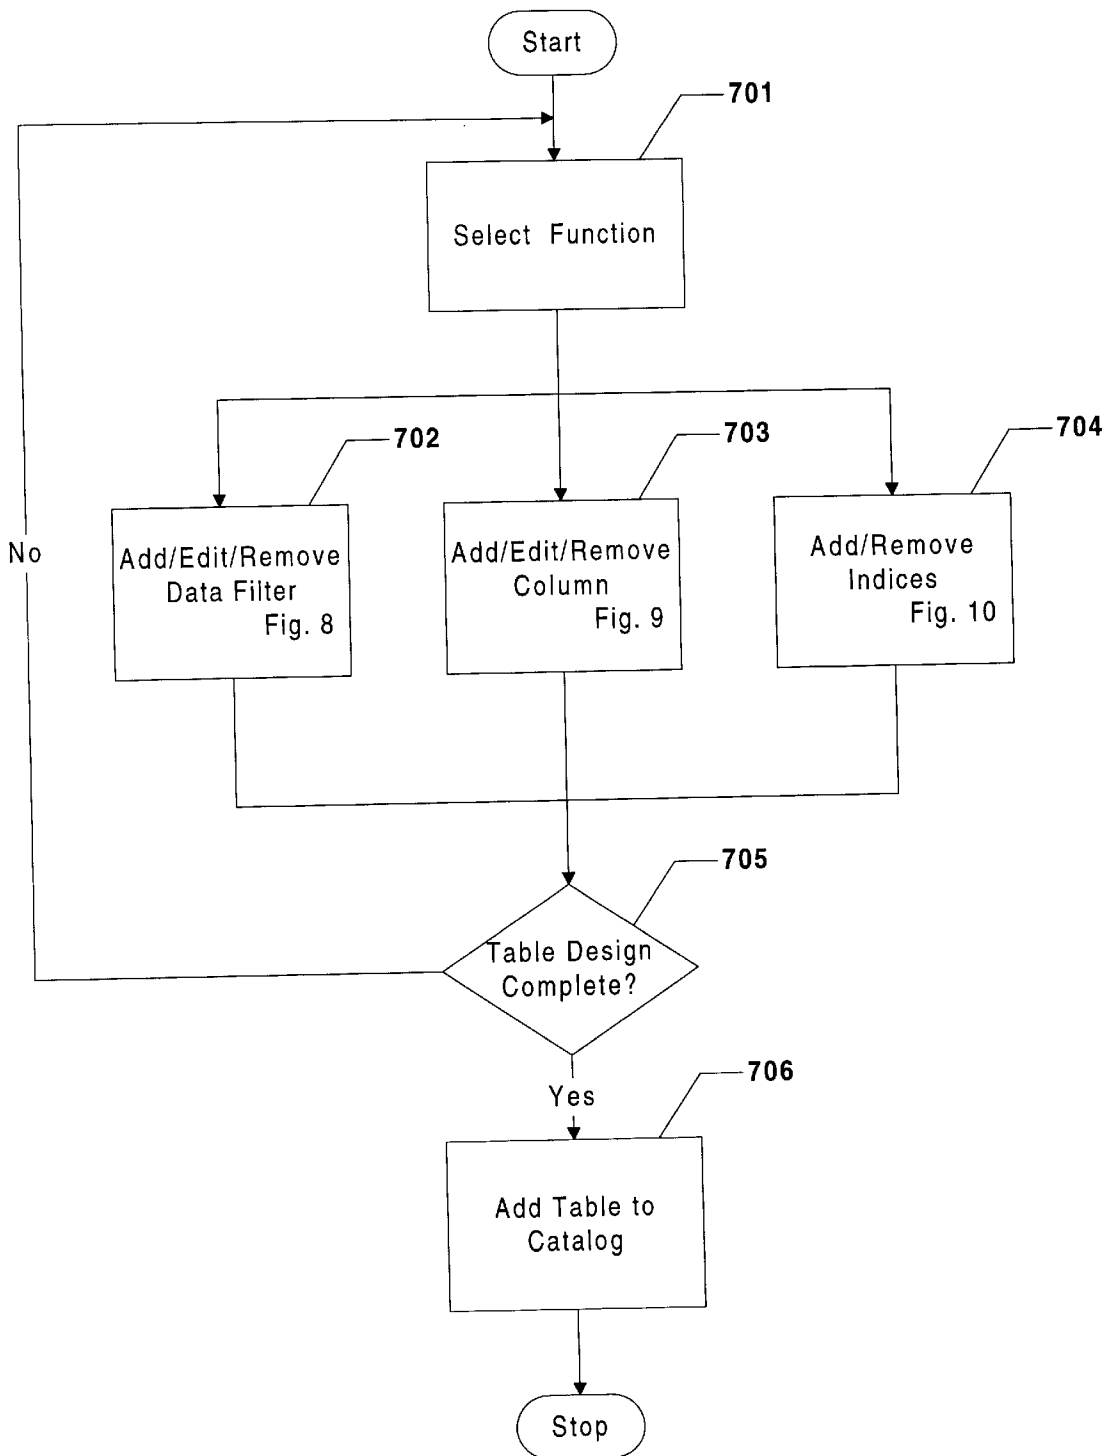 Start
701
Select Function
702
703
704
Add/Edit/Remove
Data Filter
Fig. 8
Add/Edit/Remove
Column
Fig. 9
Add/Remove
Indices
Fig. 10
No
705
Table Design
Complete?
Yes
706
Add Table to
Catalog
Stop